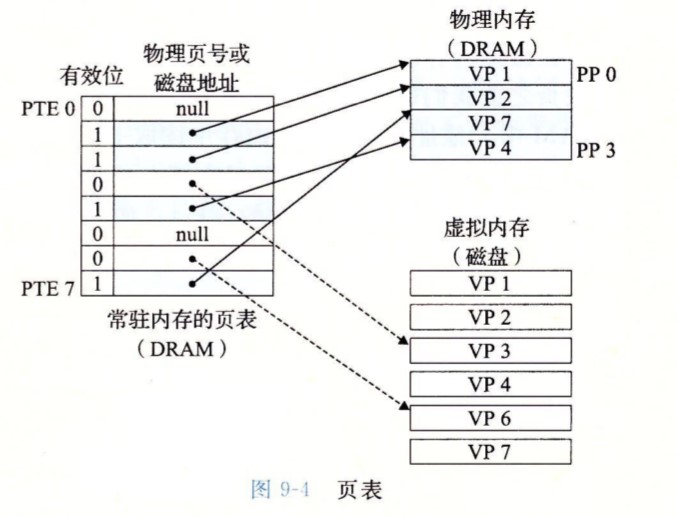 物理页号或
磁盘地址
有效位
PTE 0
0
null
1
1
0
1
0
null
0
PTE 7
1
常驻内存的页表
(DRAM)
物理内存
(DRAM)
VP 1
PP 0
VP 2
VP 7
VP 4
PP 3
虚拟内存
(磁盘)
VP 1
VP 2
VP 3
VP 4
VP 6
VP 7
图 9-4 页表